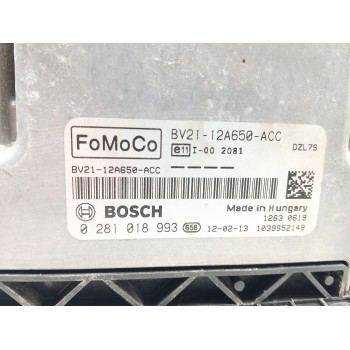 FoMoCo BV21-12A650-ACC
e11 I-00 2081 DZL7S
BV21-12A650-ACC — — — —
BOSCH Made in Hungary
1263 0619
0 281 018 993 658 12-02-13 1039S52148